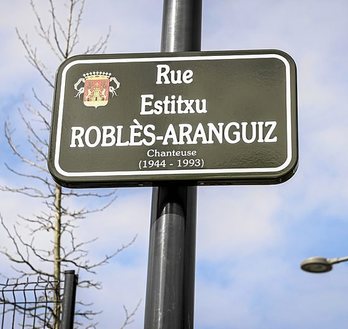 Rue
Estitxu
ROBLÈS-ARANGUIZ
Chanteuse
(1944 - 1993)